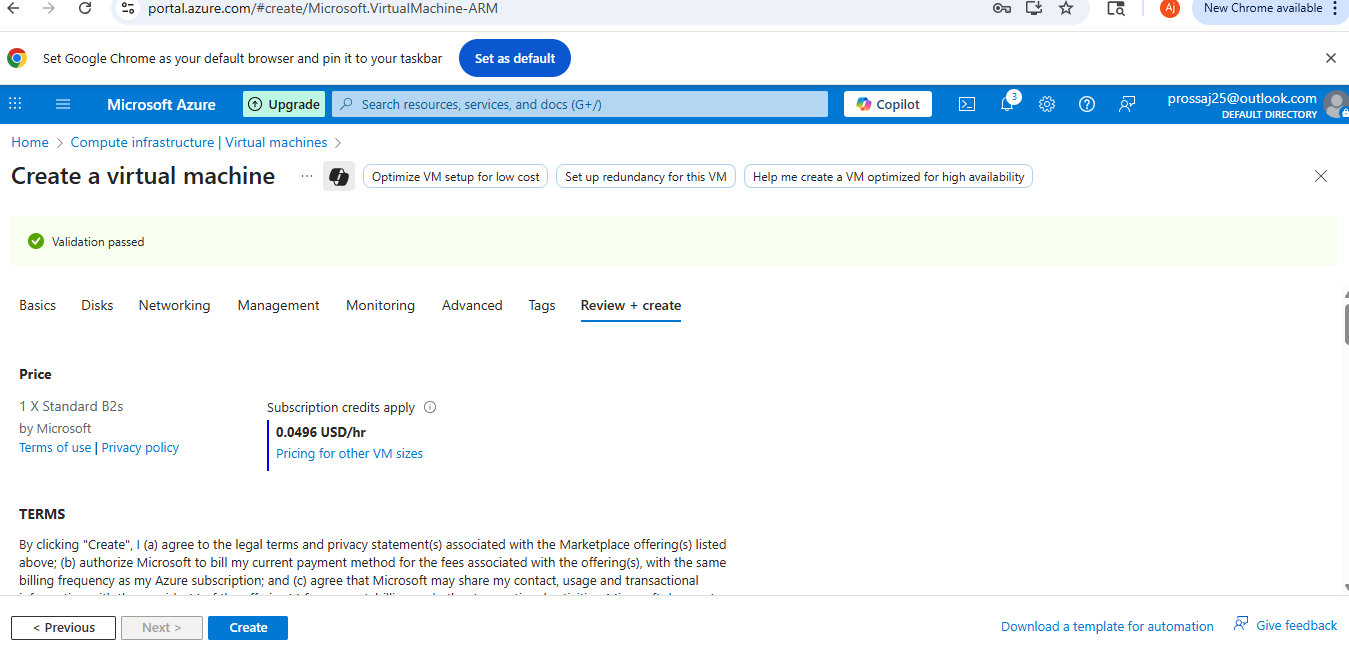 portal.azure.com/#create/Microsoft.VirtualMachine-ARM
Aj
New Chrome available
Set Google Chrome as your default browser and pin it to your taskbar
Set as default
Microsoft Azure
Upgrade
Search resources, services, and docs (G+/)
Copilot
3
prossaj25@outlook.com
DEFAULT DIRECTORY
Home > Compute infrastructure | Virtual machines >
Create a virtual machine
...
Optimize VM setup for low cost
Set up redundancy for this VM
Help me create a VM optimized for high availability
Validation passed
Basics Disks Networking Management Monitoring Advanced Tags Review + create
Price
1 X Standard B2s
by Microsoft
Terms of use | Privacy policy
Subscription credits apply
0.0496 USD/hr
Pricing for other VM sizes
TERMS
By clicking "Create", I (a) agree to the legal terms and privacy statement(s) associated with the Marketplace offering(s) listed
above; (b) authorize Microsoft to bill my current payment method for the fees associated with the offering(s), with the same
billing frequency as my Azure subscription; and (c) agree that Microsoft may share my contact, usage and transactional
< Previous
Next >
Create
Download a template for automation
Give feedback